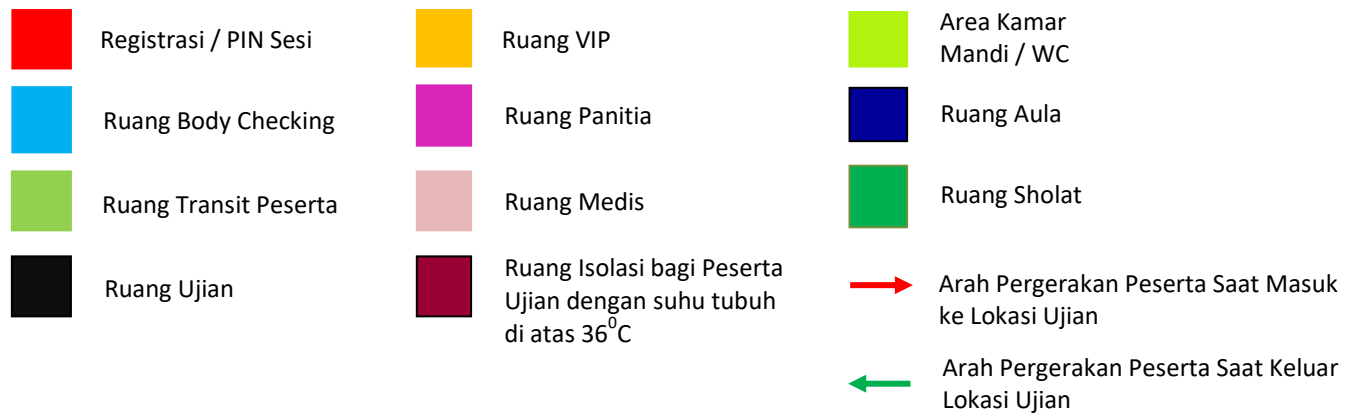 Registrasi / PIN Sesi
Ruang Body Checking
Ruang Transit Peserta
Ruang Ujian
Ruang VIP
Ruang Panitia
Ruang Medis
Ruang Isolasi bagi Peserta
Ujian dengan suhu tubuh
di atas 36⁰C
Area Kamar
Mandi / WC
Ruang Aula
Ruang Sholat
Arah Pergerakan Peserta Saat Masuk
ke Lokasi Ujian
Arah Pergerakan Peserta Saat Keluar
Lokasi Ujian